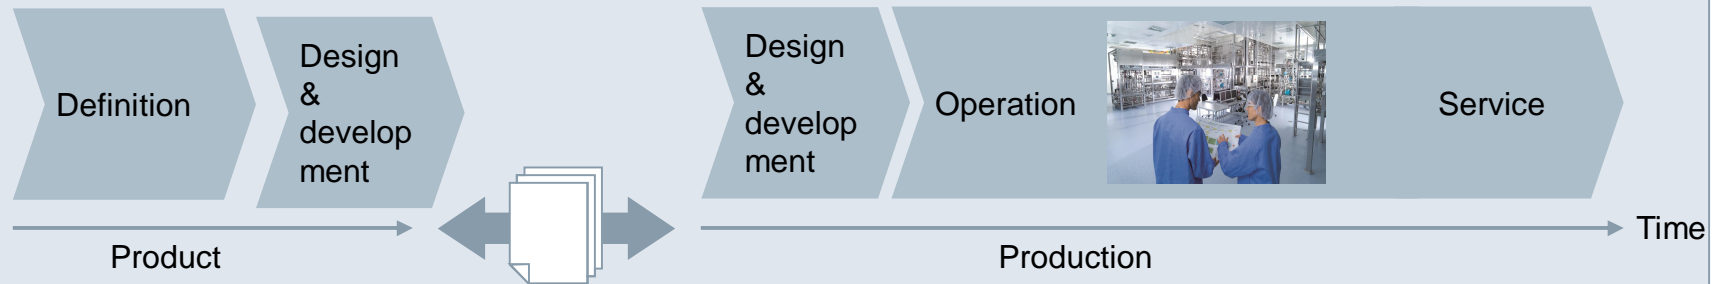 Definition
Design
&
develop
ment
Design
&
develop
ment
Operation
Service
Product
Production
Time